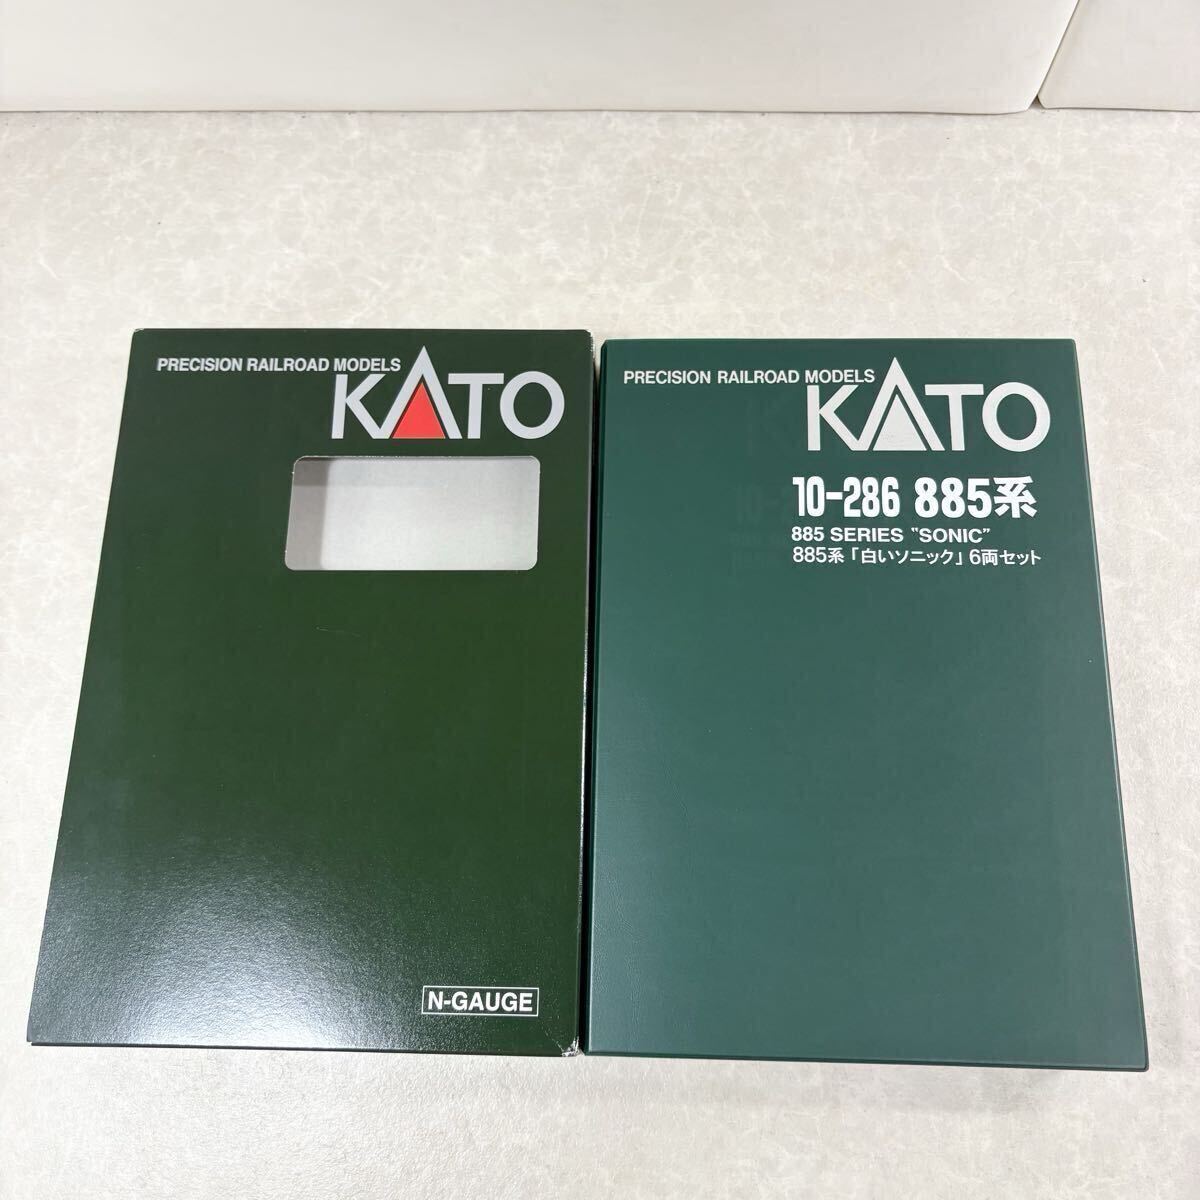 PRECISION RAILROAD MODELS
KATO
N-GAUGE
PRECISION RAILROAD MODELS
KATO
10-286 885系
885 SERIES "SONIC"
885系「白いソニック」6両セット